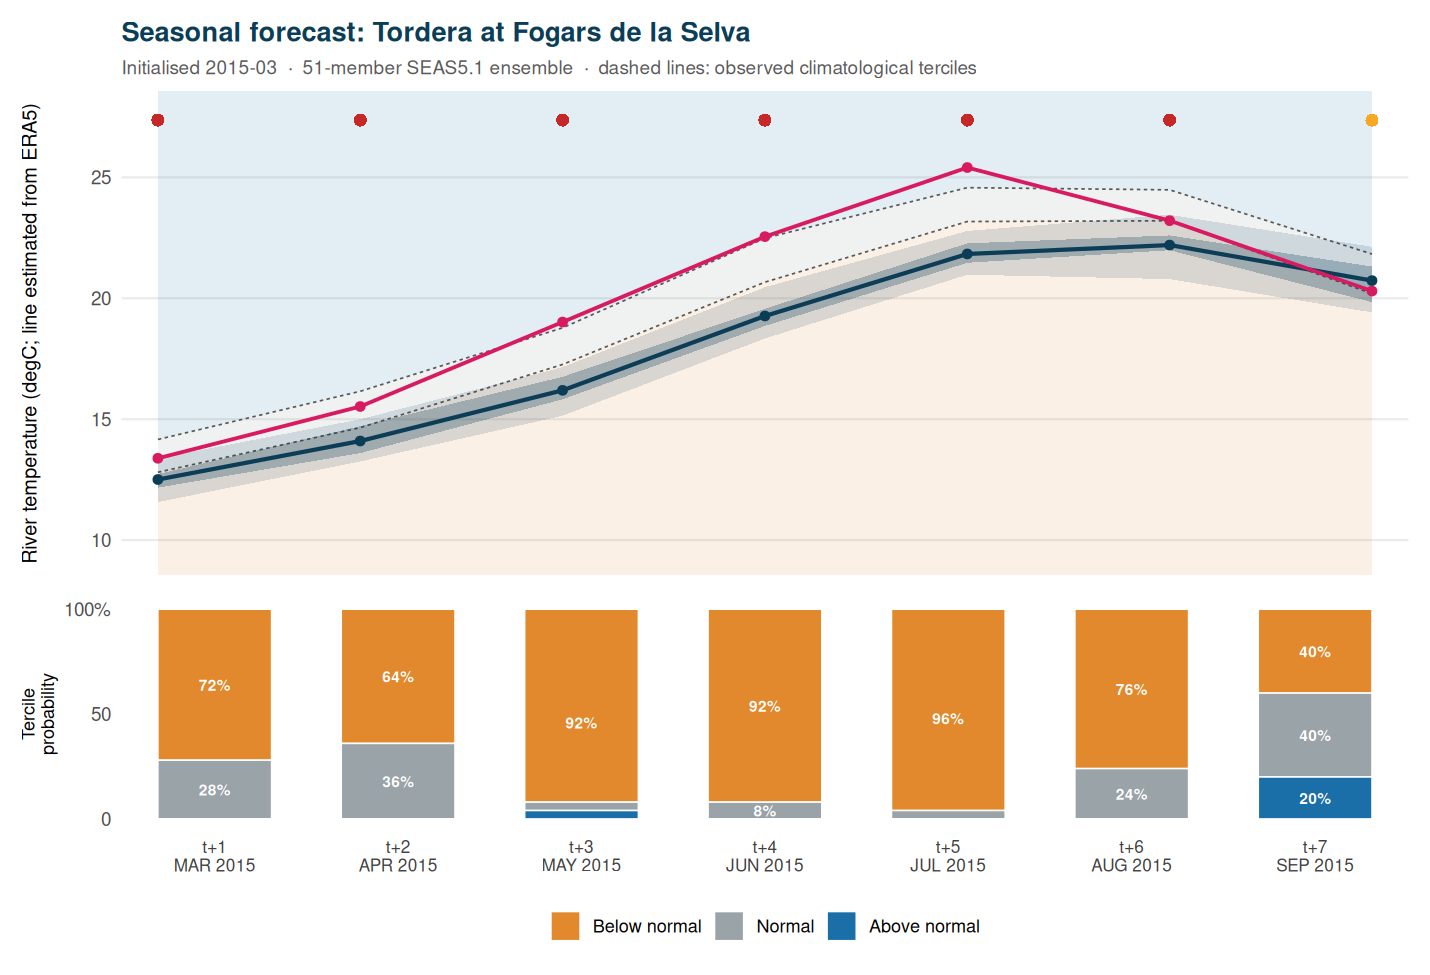 Seasonal forecast: Tordera at Fogars de la Selva
Initialised 2015-03 · 51-member SEAS5.1 ensemble · dashed lines: observed climatological terciles
River temperature (degC; line estimated from ERA5)
25
20
15
10
Tercile
probability
100%
50
0
72%
28%
64%
36%
92%
92%
8%
96%
76%
24%
40%
40%
20%
t+1
MAR 2015
t+2
APR 2015
t+3
MAY 2015
t+4
JUN 2015
t+5
JUL 2015
t+6
AUG 2015
t+7
SEP 2015
Below normal
Normal
Above normal